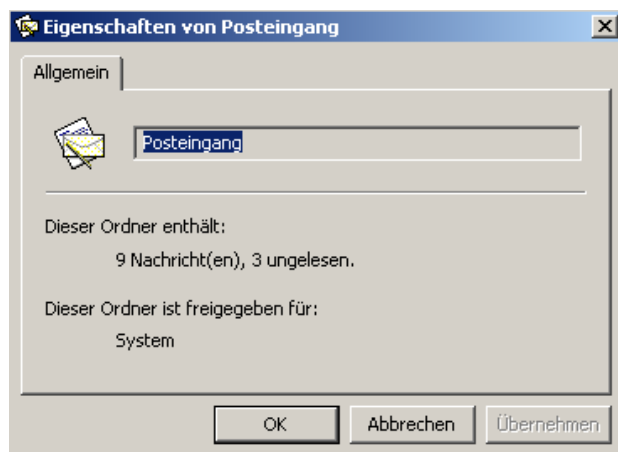 Eigenschaften von Posteingang
Allgemein
Posteingang
Dieser Ordner enthält:
9 Nachricht(en), 3 ungelesen.
Dieser Ordner ist freigegeben für:
System
OK Abbrechen Übernehmen